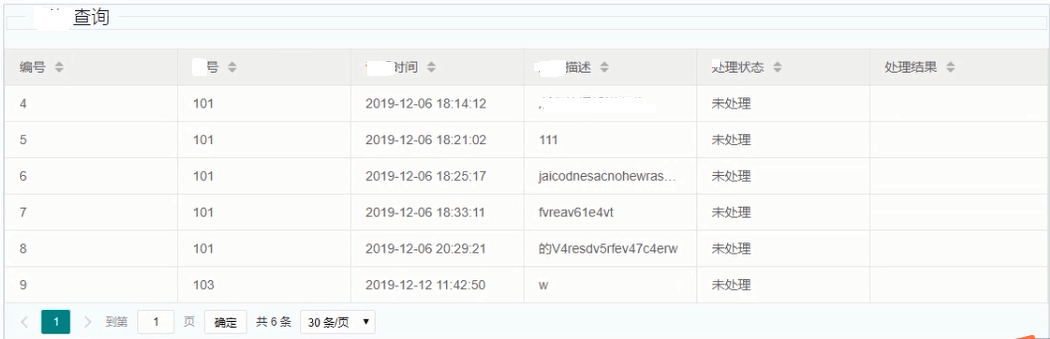 查询
编号 号 时间 描述 处理状态 处理结果
4 101 2019-12-06 18:14:12 未处理
5 101 2019-12-06 18:21:02 111 未处理
6 101 2019-12-06 18:25:17 jaicodnesacnohewras... 未处理
7 101 2019-12-06 18:33:11 fvreav61e4vt 未处理
8 101 2019-12-06 20:29:21 的V4resdv5rfev47c4erw 未处理
9 103 2019-12-12 11:42:50 w 未处理
1 到第 1 页 确定 共 6 条 30 条/页